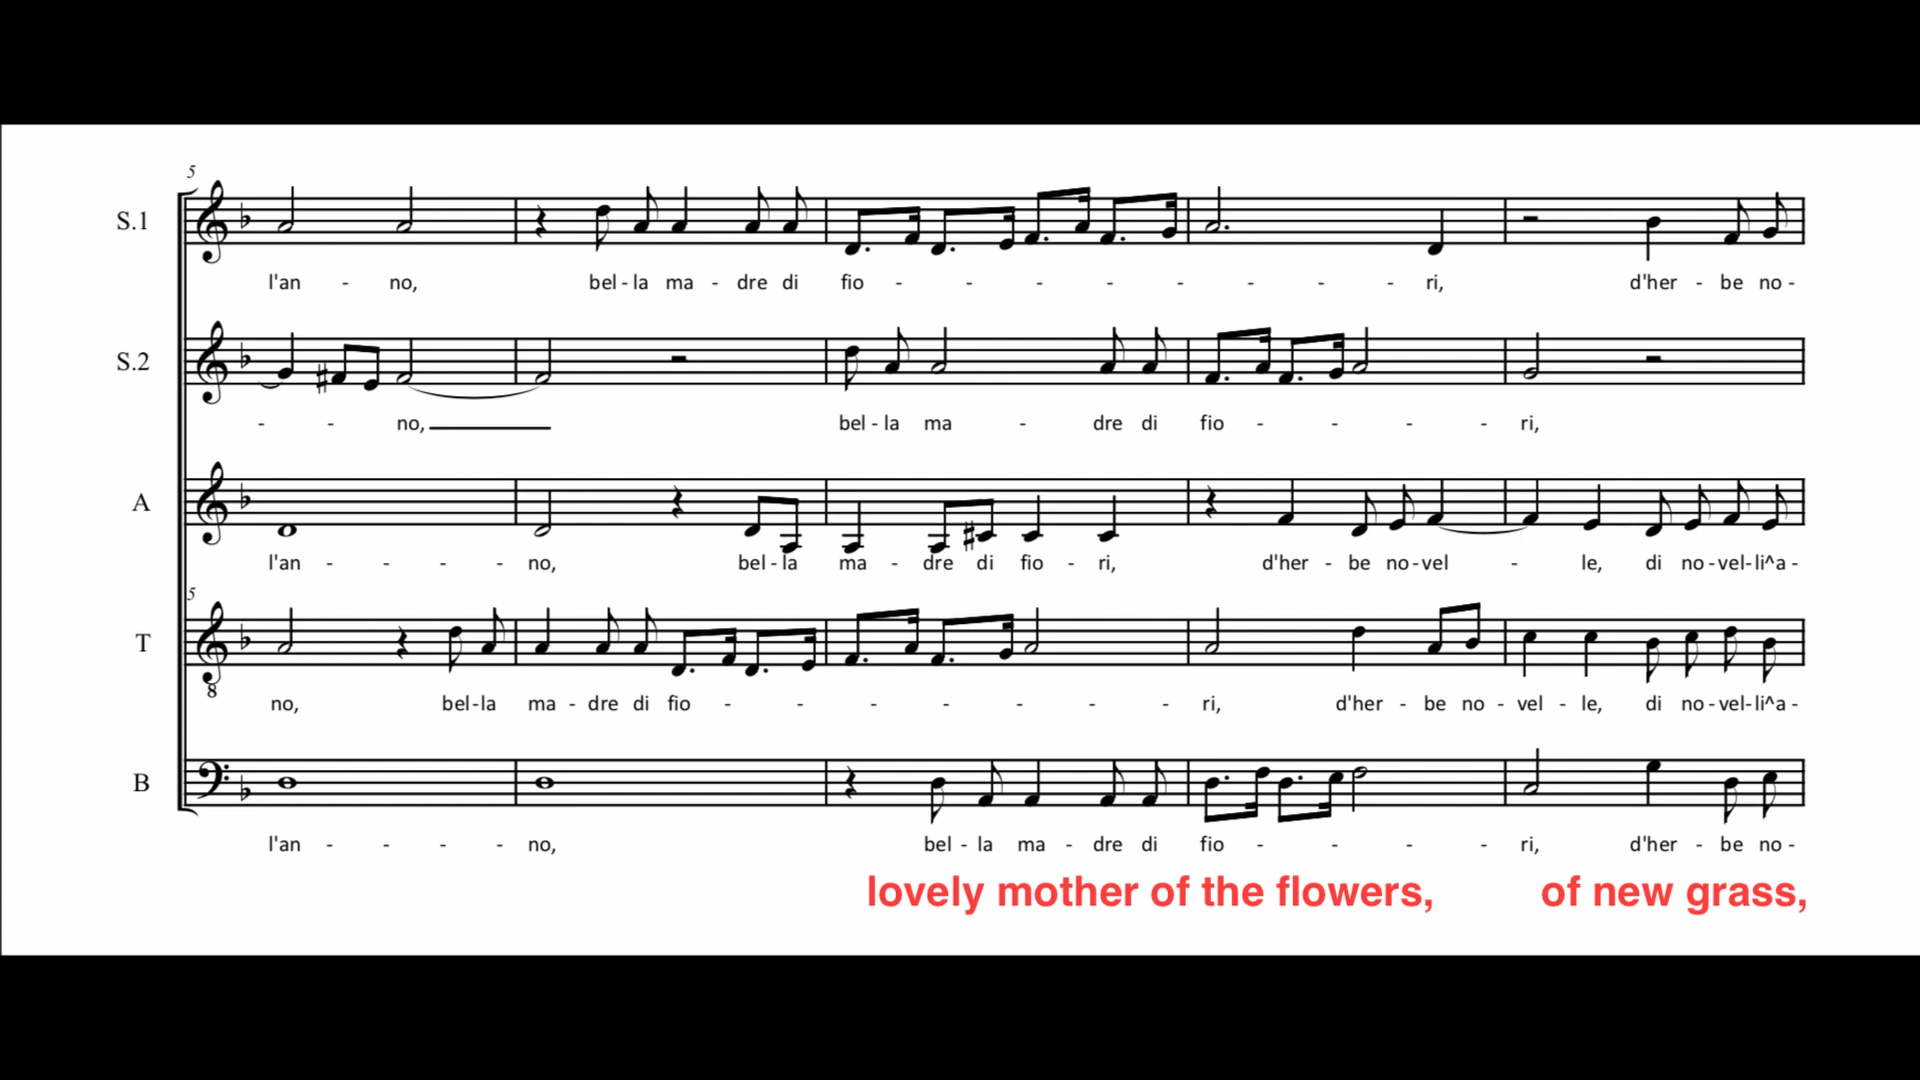 5
S.1
l'an - no, bel - la ma - dre di fio - - - - - - - - ri, d'her - be no -
S.2
- - no, bel - la ma - dre di fio - - - - ri,
A
l'an - - - - no, bel - la ma - dre di fio - ri, d'her - be no - vel - le, di no - vel - li^a -
5
T
8
no, bel - la ma - dre di fio - - - - - - - ri, d'her - be no - vel - le, di no - vel - li^a -
B
l'an - - - - no, bel - la ma - dre di fio - - - - ri, d'her - be no -
lovely mother of the flowers, of new grass,